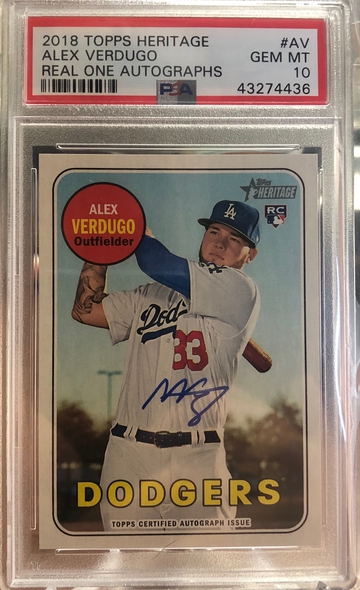 2018 TOPPS HERITAGE #AV
ALEX VERDUGO GEM MT
REAL ONE AUTOGRAPHS 10
PSA 43274436
Topps
HERITAGE
RC
ALEX
VERDUGO
Outfielder
LA
Dod
33
DODGERS
TOPPS CERTIFIED AUTOGRAPH ISSUE